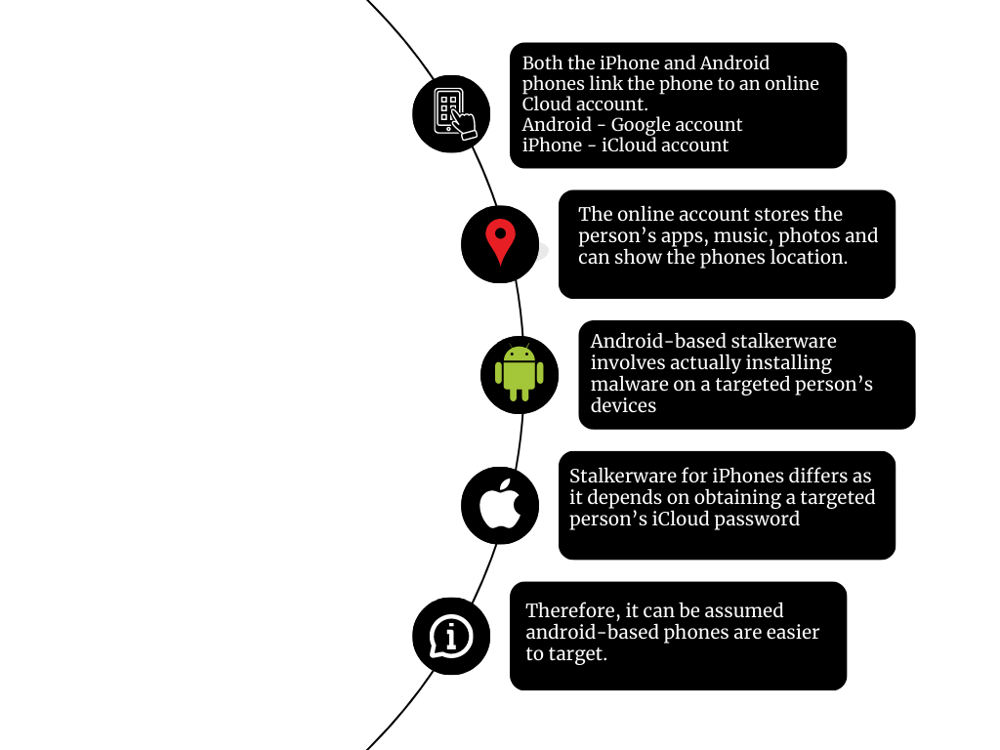 Both the iPhone and Android
phones link the phone to an online
Cloud account.
Android - Google account
iPhone - iCloud account
The online account stores the
person’s apps, music, photos and
can show the phones location.
Android-based stalkerware
involves actually installing
malware on a targeted person’s
devices
Stalkerware for iPhones differs as
it depends on obtaining a targeted
person’s iCloud password
Therefore, it can be assumed
android-based phones are easier
to target.